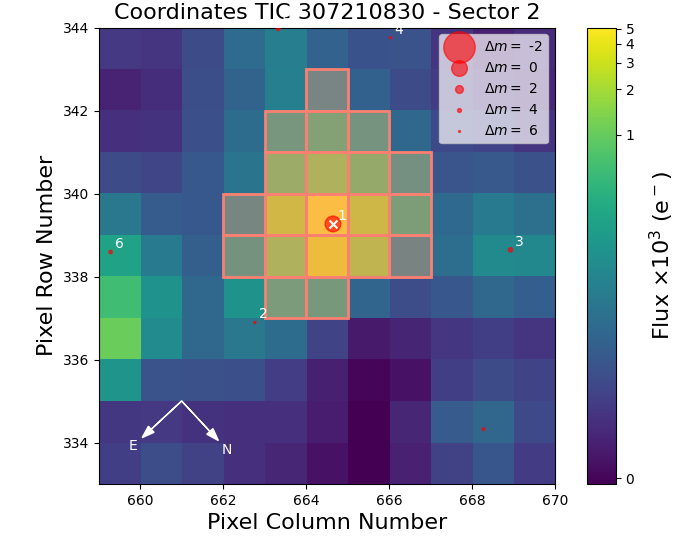 Coordinates TIC 307210830 - Sector 2
Pixel Row Number
344
342
340
338
336
334
660
662
664
666
668
670
Pixel Column Number
4
1
6
3
2
E
N
Δm = -2
Δm = 0
Δm = 2
Δm = 4
Δm = 6
5
4
3
2
1
0
Flux ×10³ (e⁻)